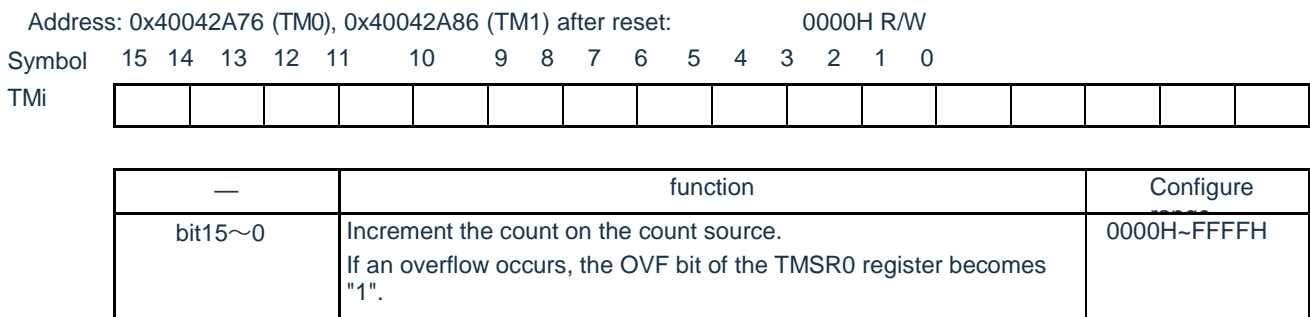 Address: 0x40042A76 (TM0), 0x40042A86 (TM1) after reset: 0000H R/W
Symbol 15 14 13 12 11 10 9 8 7 6 5 4 3 2 1 0
TMi
— function Configure
bit15～0 Increment the count on the count source. 0000H~FFFFH
If an overflow occurs, the OVF bit of the TMSR0 register becomes
"1".